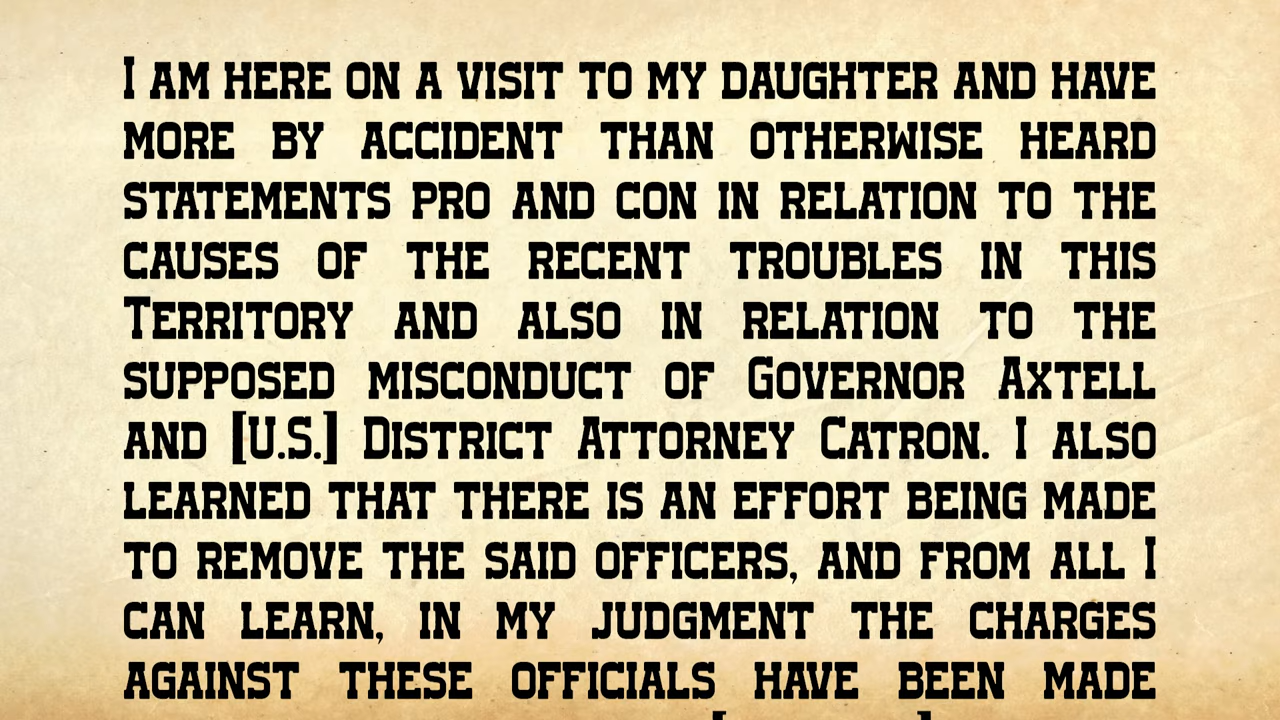 I am here on a visit to my daughter and have
more by accident than otherwise heard
statements pro and con in relation to the
causes of the recent troubles in this
Territory and also in relation to the
supposed misconduct of Governor Axtell
and [U.S.] District Attorney Catron. I also
learned that there is an effort being made
to remove the said officers, and from all I
can learn, in my judgment the charges
against these officials have been made